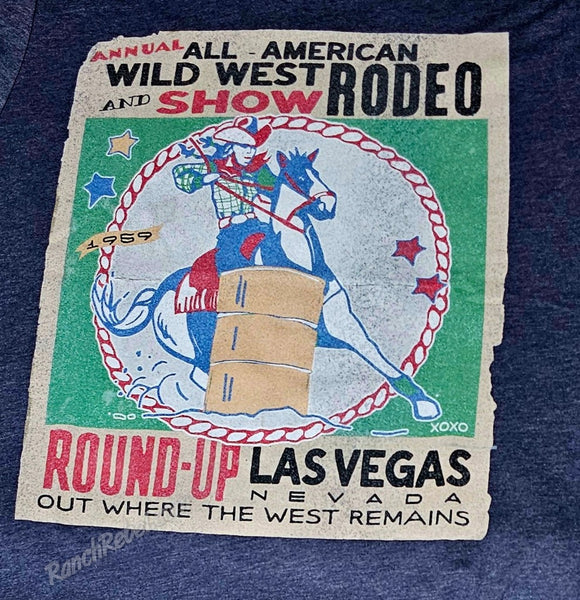 ANNUAL ALL-AMERICAN
WILD WEST RODEO
AND SHOW
1959
XOXO
ROUND-UP LAS VEGAS
NEVADA
OUT WHERE THE WEST REMAINS